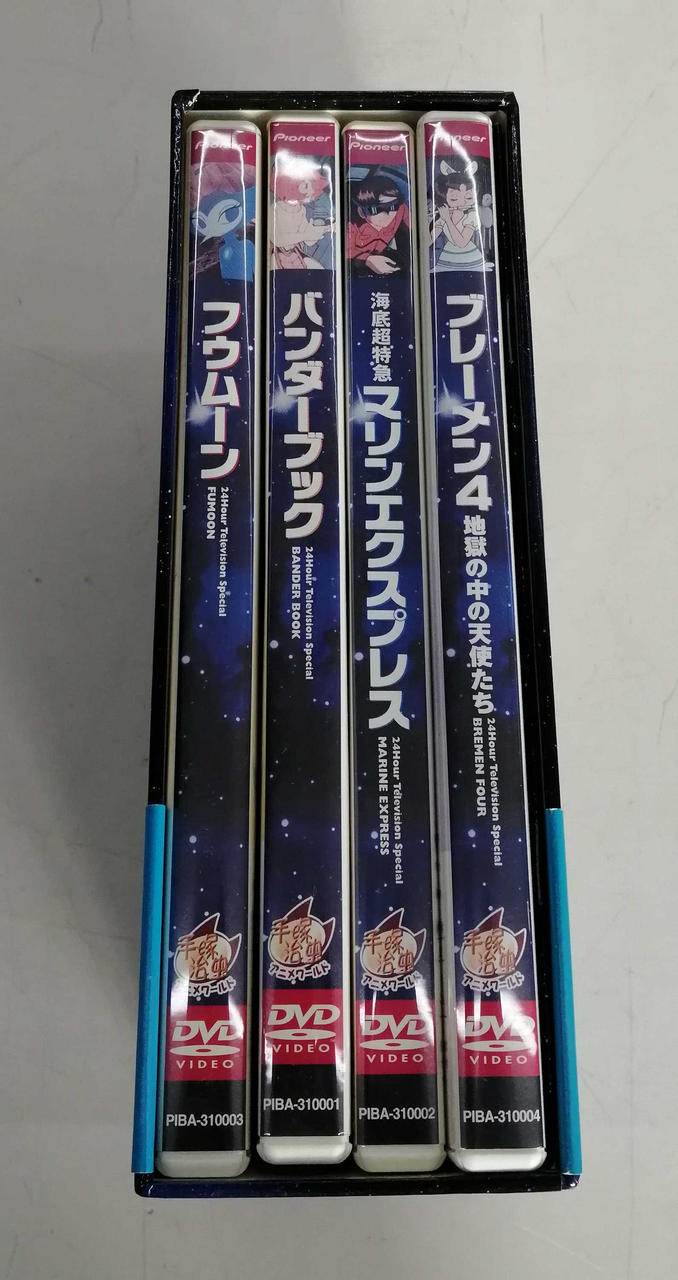 Pioneer
フウムーン
24Hour Television Special
FUMOON
手塚治虫
アニメワールド
DVD
VIDEO
PIBA-310003
Pioneer
バンダーブック
24Hour Television Special
BANDER BOOK
手塚治虫
アニメワールド
DVD
VIDEO
PIBA-310001
Pioneer
海底超特急
マリンエクスプレス
24Hour Television Special
MARINE EXPRESS
手塚治虫
アニメワールド
DVD
VIDEO
PIBA-310002
Pioneer
ブレーメン4
地獄の中の天使たち
24Hour Television Special
BREMEN FOUR
手塚治虫
アニメワールド
DVD
VIDEO
PIBA-310004